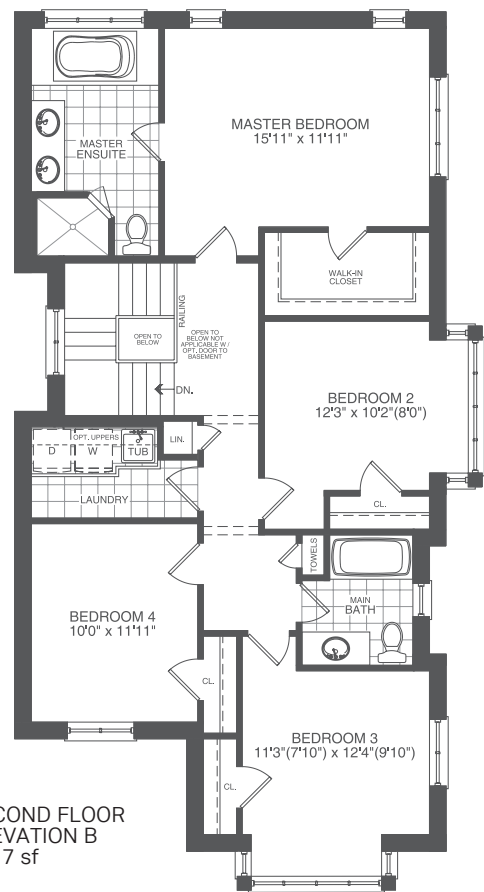 MASTER BEDROOM
15'11" x 11'11"
MASTER
ENSUITE
WALK-IN
CLOSET
RAILING
OPEN TO
BELOW
OPEN TO
BELOW NOT
APPLICABLE W /
OPT. DOOR TO
BASEMENT
DN.
BEDROOM 2
12'3" x 10'2"(8'0")
CL.
OPT. UPPERS
D
W
TUB
LIN.
LAUNDRY
TOWELS
MAIN
BATH
BEDROOM 4
10'0" x 11'11"
CL.
CL.
BEDROOM 3
11'3"(7'10") x 12'4"(9'10")
COND FLOOR
EVATION B
7 sf